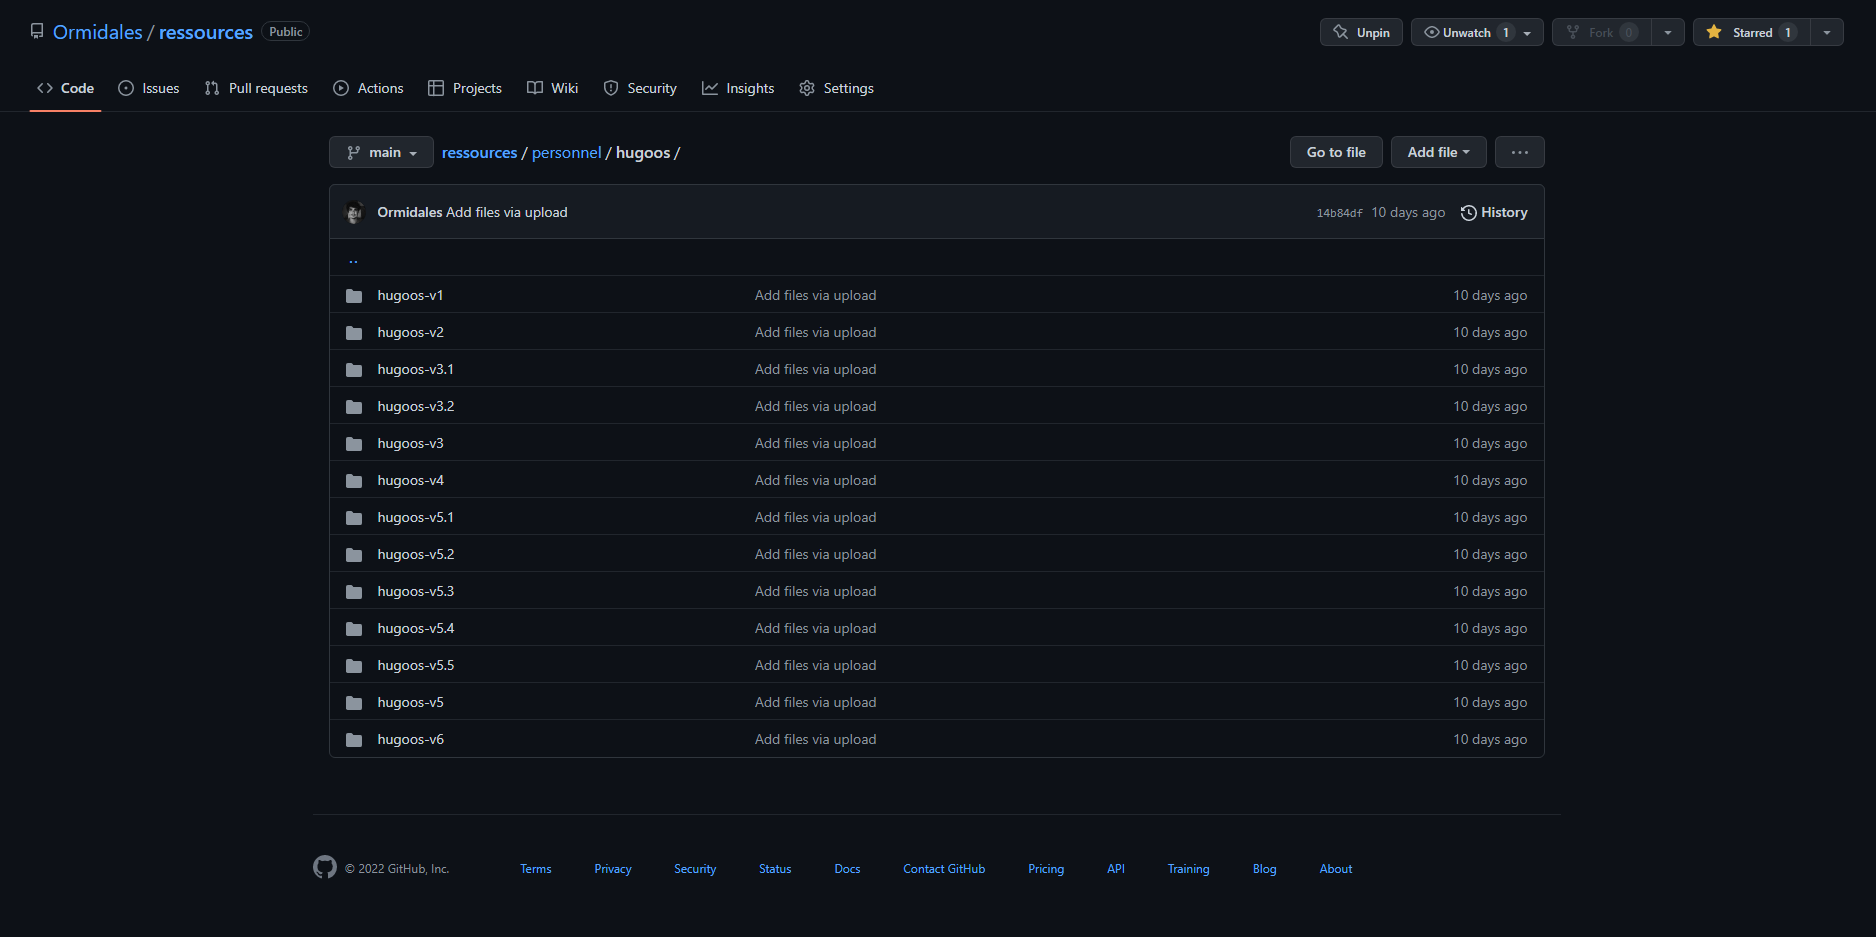 Ormidales / ressources Public Unpin Unwatch 1 Fork 0 Starred 1
Code Issues Pull requests Actions Projects Wiki Security Insights Settings
main ressources / personnel / hugoos / Go to file Add file ...
Ormidales Add files via upload 14b84df 10 days ago History
..
hugoos-v1 Add files via upload 10 days ago
hugoos-v2 Add files via upload 10 days ago
hugoos-v3.1 Add files via upload 10 days ago
hugoos-v3.2 Add files via upload 10 days ago
hugoos-v3 Add files via upload 10 days ago
hugoos-v4 Add files via upload 10 days ago
hugoos-v5.1 Add files via upload 10 days ago
hugoos-v5.2 Add files via upload 10 days ago
hugoos-v5.3 Add files via upload 10 days ago
hugoos-v5.4 Add files via upload 10 days ago
hugoos-v5.5 Add files via upload 10 days ago
hugoos-v5 Add files via upload 10 days ago
hugoos-v6 Add files via upload 10 days ago
© 2022 GitHub, Inc. Terms Privacy Security Status Docs Contact GitHub Pricing API Training Blog About